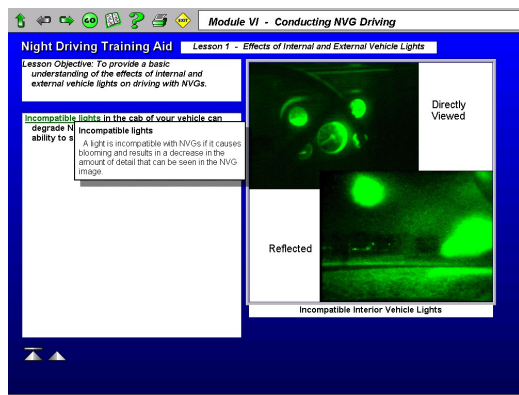 GO
EXIT
Module VI - Conducting NVG Driving
Night Driving Training Aid
Lesson 1 - Effects of Internal and External Vehicle Lights
Lesson Objective: To provide a basic
understanding of the effects of internal and
external vehicle lights on driving with NVGs.
Incompatible lights in the cab of your vehicle can
degrade N
ability to s
Incompatible lights
A light is incompatible with NVGs if it causes
blooming and results in a decrease in the
amount of detail that can be seen in the NVG
image.
Directly
Viewed
Reflected
Incompatible Interior Vehicle Lights